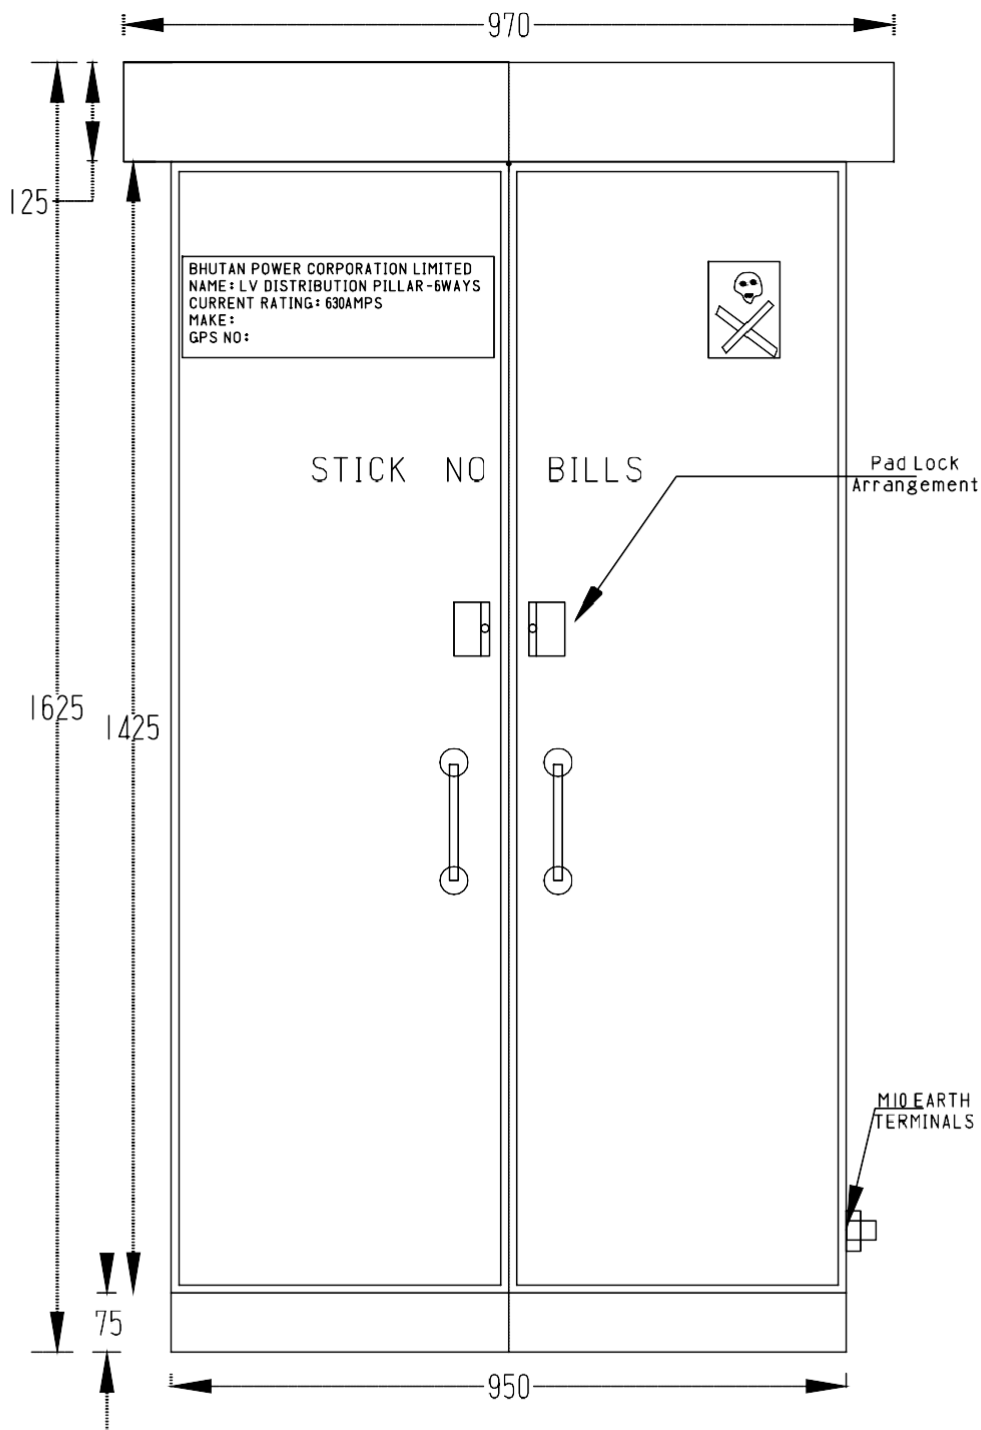 970
125
BHUTAN POWER CORPORATION LIMITED
NAME: LV DISTRIBUTION PILLAR-6WAYS
CURRENT RATING: 630AMPS
MAKE:
GPS NO:
STICK NO BILLS
Pad Lock
Arrangement
1625
1425
M10 EARTH
TERMINALS
75
950